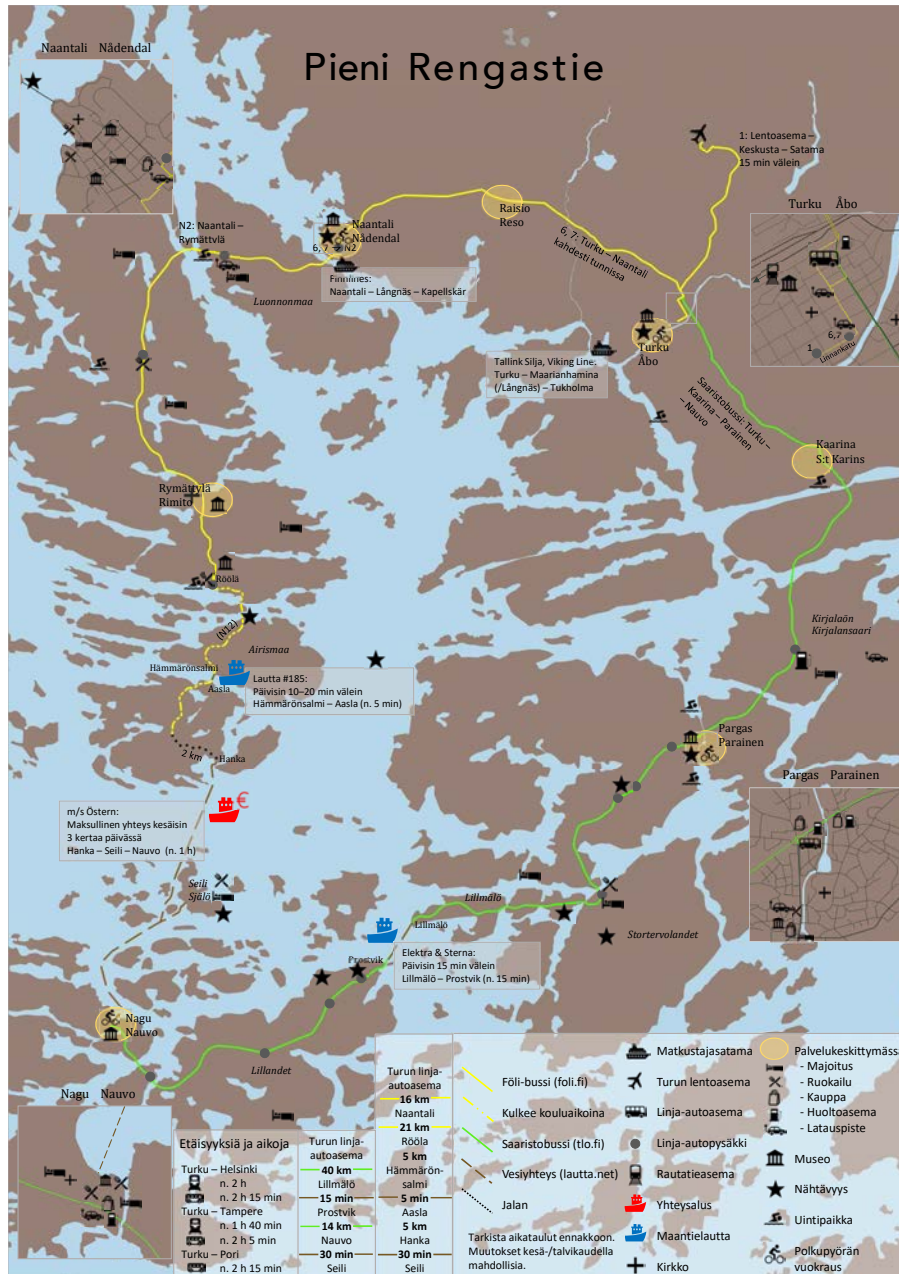 Naantali Nådendal
Pieni Rengastie
1: Lentoasema –
Keskusta – Satama
15 min välein
Raisio
Reso
Turku Åbo
6, 7
1
Linnankatu
N2: Naantali –
Rymättylä
Naantali
Nådendal
6, 7 → N2
6, 7: Turku – Naantali
kahdesti tunnissa
Finnlines:
Naantali – Långnäs – Kapellskär
Luonnonmaa
Turku
Åbo
Tallink Silja, Viking Line:
Turku – Maarianhamina
(/Långnäs) – Tukholma
Saaristobussi: Turku –
Kaarina – Parainen
– Nauvo
Kaarina
S:t Karins
Rymättylä
Rimito
Röölä
(N12)
Airismaa
Kirjalaön
Kirjalansaari
Hämmärönsalmi
Aasla
Lautta #185:
Päivisin 10–20 min välein
Hämmärönsalmi – Aasla (n. 5 min)
2 km
Hanka
Pargas
Parainen
Pargas Parainen
m/s Östern:
Maksullinen yhteys kesäisin
3 kertaa päivässä
Hanka – Seili – Nauvo (n. 1 h)
€
Seili
Själö
Lillmälö
Lillmälö
Stortervolandet
Prostvik
Elektra & Sterna:
Päivisin 15 min välein
Lillmälö – Prostvik (n. 15 min)
Nagu
Nauvo
Lillandet
Nagu Nauvo
Etäisyyksiä ja aikoja
Turku – Helsinki
n. 2 h
n. 2 h 15 min
Turku – Tampere
n. 1 h 40 min
n. 2 h 5 min
Turku – Pori
n. 2 h 15 min
Turun linja-
autoasema
40 km
Lillmälö
15 min
Prostvik
14 km
Nauvo
30 min
Seili
Turun linja-
autoasema
16 km
Naantali
21 km
Rööla
5 km
Hämmärön-
salmi
5 min
Aasla
5 km
Hanka
30 min
Seili
Föli-bussi (foli.fi)
Kulkee kouluaikoina
Saaristobussi (tlo.fi)
Vesiyhteys (lautta.net)
Jalan
Tarkista aikataulut ennakkoon.
Muutokset kesä-/talvikaudella
mahdollisia.
Matkustajasatama
Turun lentoasema
Linja-autoasema
Linja-autopysäkki
Rautatieasema
Yhteysalus
Maantielautta
Kirkko
Palvelukeskittymässä
- Majoitus
- Ruokailu
- Kauppa
- Huoltoasema
- Latauspiste
Museo
Nähtävyys
Uintipaikka
Polkupyörän
vuokraus